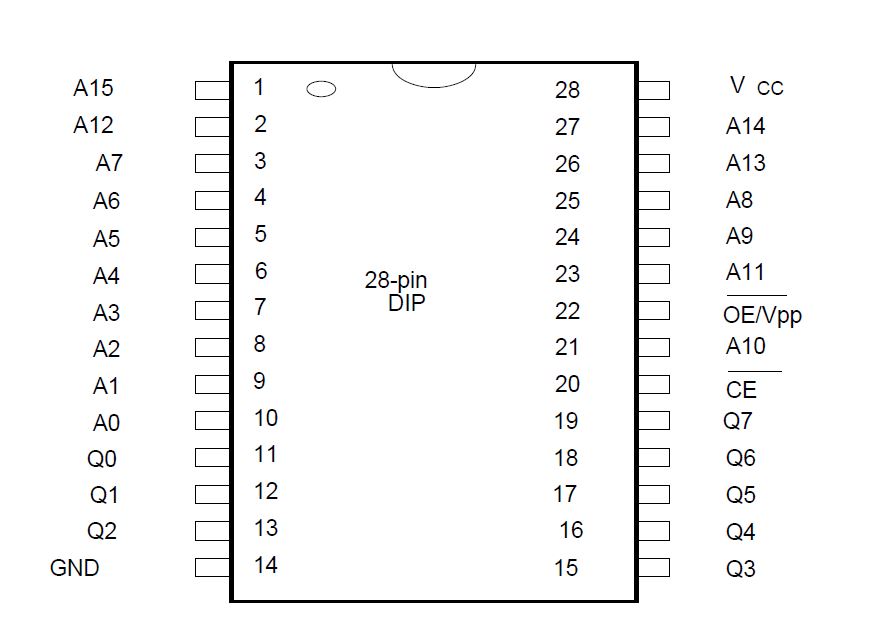 A15 1 28 V CC
A12 2 27 A14
A7 3 26 A13
A6 4 25 A8
A5 5 24 A9
A4 6 23 A11
28-pin
DIP
A3 7 22 OE/Vpp
A2 8 21 A10
A1 9 20 CE
A0 10 19 Q7
Q0 11 18 Q6
Q1 12 17 Q5
Q2 13 16 Q4
GND 14 15 Q3